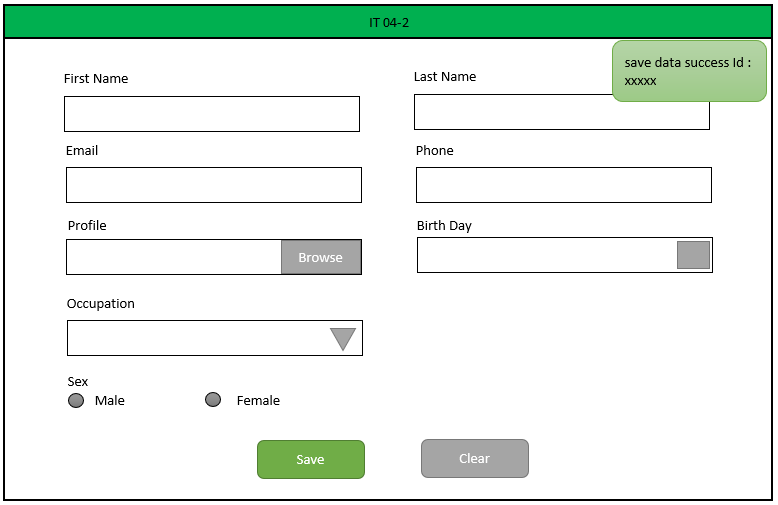 IT 04-2
save data success Id :
xxxxx
First Name
Last Name
Email
Phone
Profile
Browse
Birth Day
Occupation
Sex
Male
Female
Save
Clear